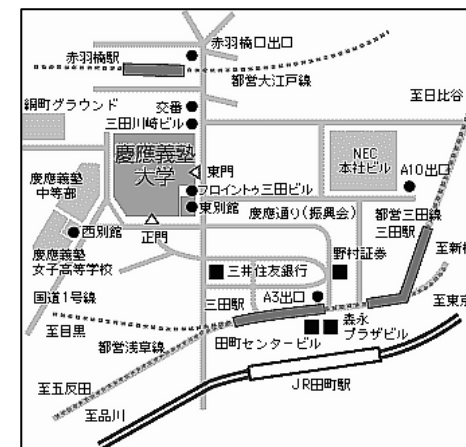 赤羽橋口出口
赤羽橋駅
都営大江戸線
至日比谷
綱町グラウンド
交番
三田川崎ビル
慶應義塾
大学
東門
NEC
本社ビル
A10出口
慶應義塾
中等部
フロイントゥ三田ビル
東別館
慶應通り(振興会)
都営三田線
三田駅
西別館
正門
慶應義塾
女子高等学校
野村証券
至新橋
三井住友銀行
国道1号線
三田駅
A3出口
至東京
至目黒
都営浅草線
田町センタービル
森永
プラザビル
至五反田
JR田町駅
至品川